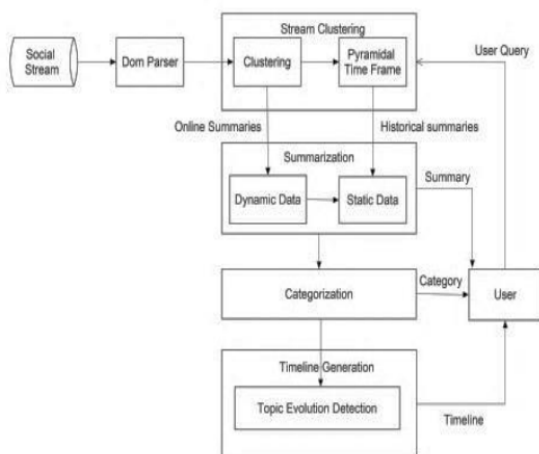 Stream Clustering
User Query
Social
Stream
Dom Parser
Clustering
Pyramidal
Time Frame
Online Summaries
Historical summaries
Summarization
Summary
Dynamic Data
Static Data
Categorization
Category
User
Timeline Generation
Topic Evolution Detection
Timeline